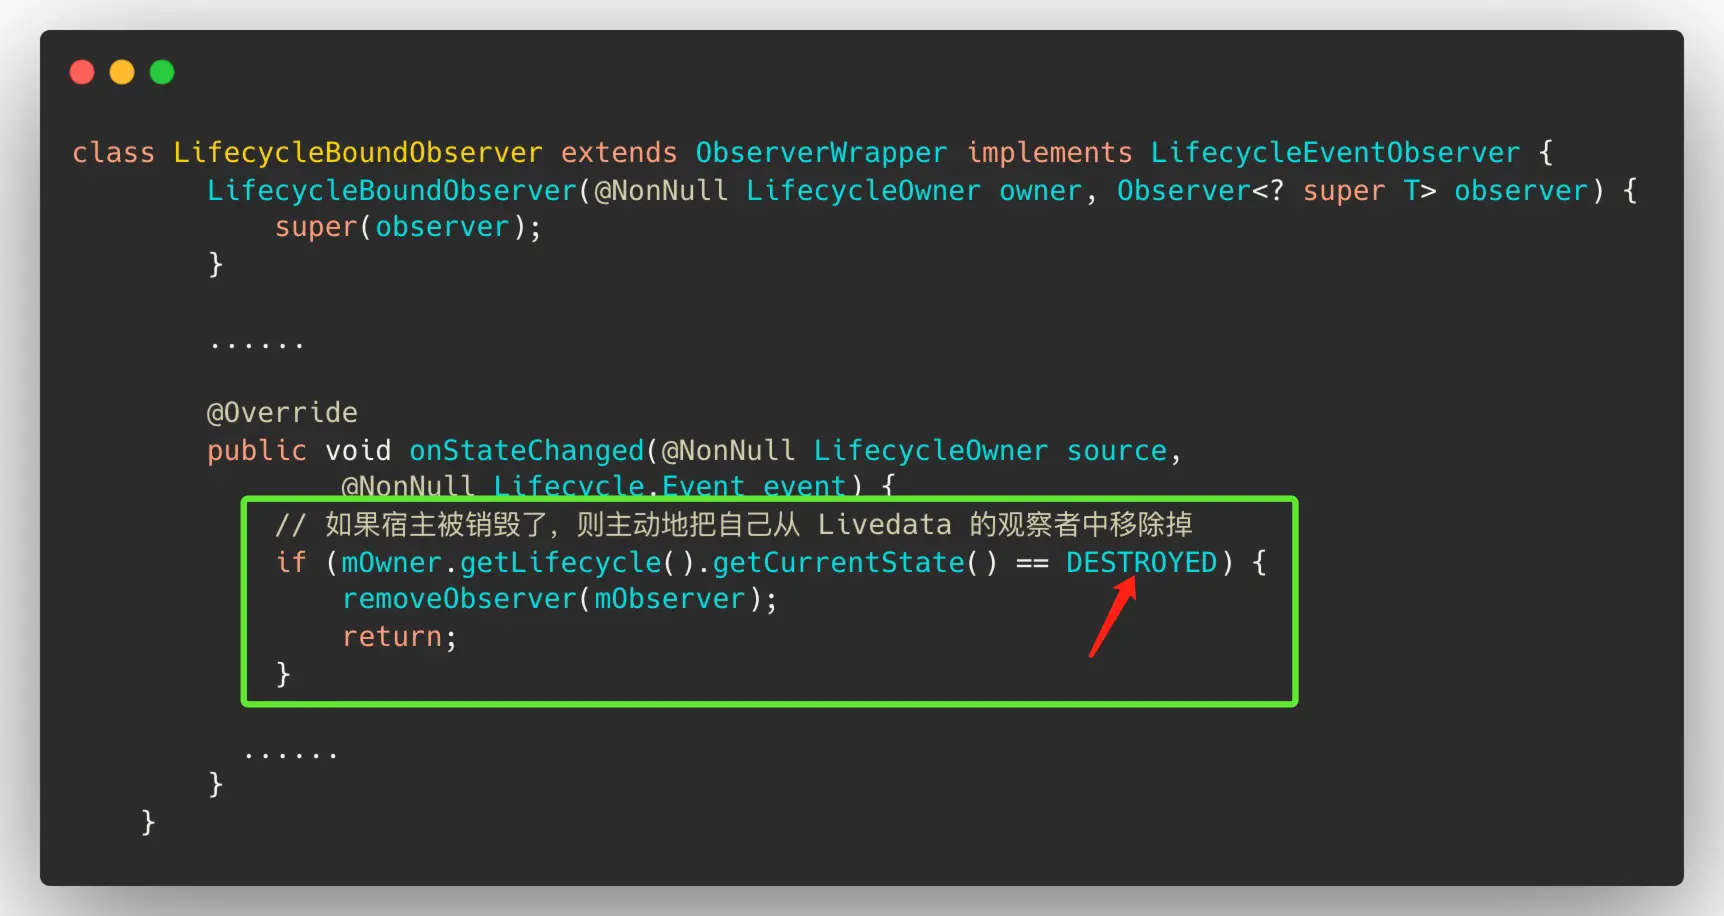 class LifecycleBoundObserver extends ObserverWrapper implements LifecycleEventObserver {
LifecycleBoundObserver(@NonNull LifecycleOwner owner, Observer<? super T> observer) {
super(observer);
}
......
@Override
public void onStateChanged(@NonNull LifecycleOwner source,
@NonNull Lifecycle.Event event) {
// 如果宿主被销毁了，则主动地把自己从 Livedata 的观察者中移除掉
if (mOwner.getLifecycle().getCurrentState() == DESTROYED) {
removeObserver(mObserver);
return;
}
......
}
}